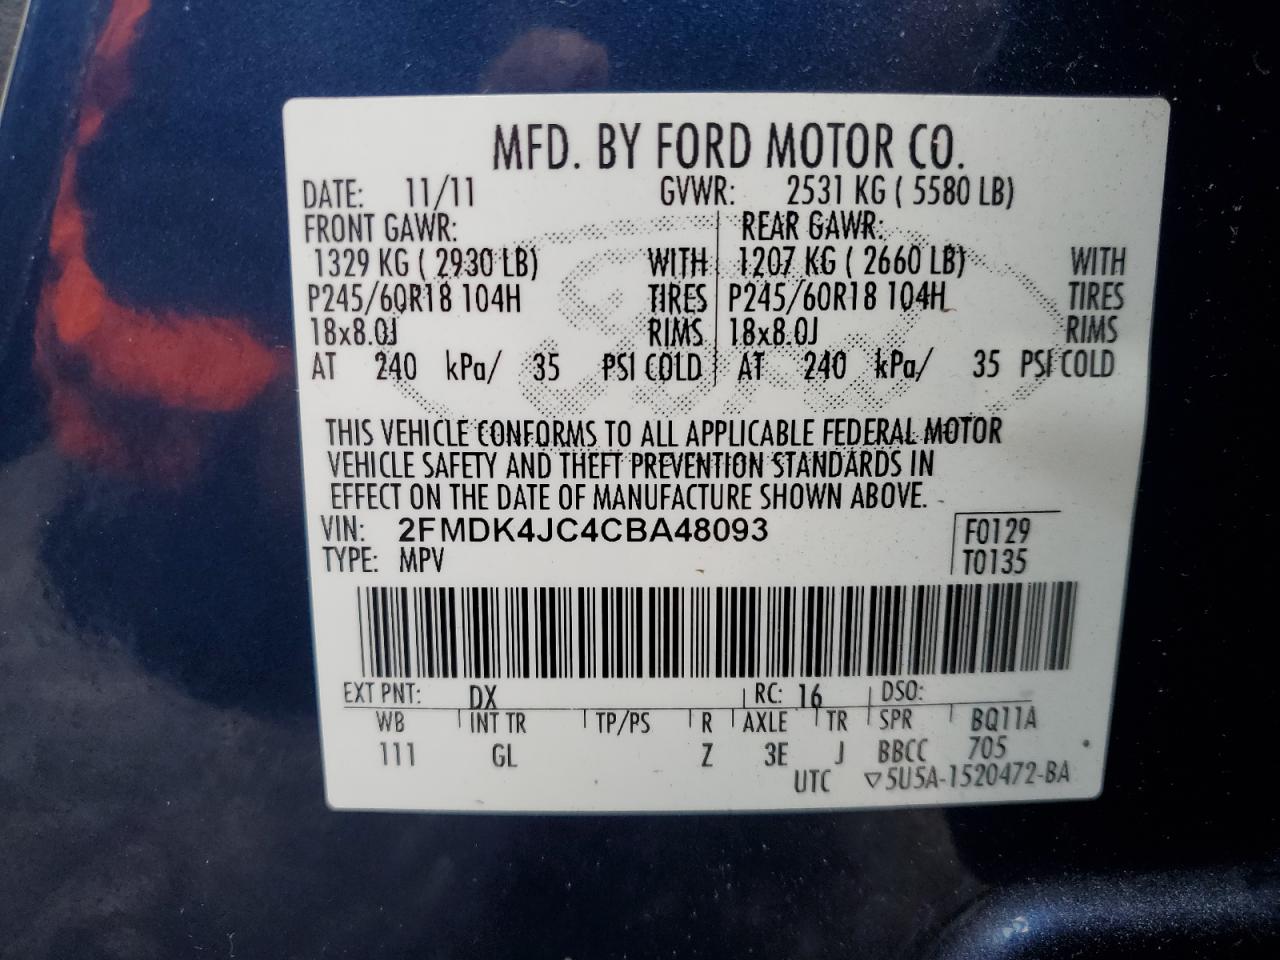 MFD. BY FORD MOTOR CO.
DATE: 11/11 GVWR: 2531 KG ( 5580 LB)
FRONT GAWR: REAR GAWR:
1329 KG ( 2930 LB) WITH 1207 KG ( 2660 LB) WITH
P245/60R18 104H TIRES P245/60R18 104H TIRES
18x8.0J RIMS 18x8.0J RIMS
AT 240 kPa/ 35 PSI COLD AT 240 kPa/ 35 PSI COLD
THIS VEHICLE CONFORMS TO ALL APPLICABLE FEDERAL MOTOR
VEHICLE SAFETY AND THEFT PREVENTION STANDARDS IN
EFFECT ON THE DATE OF MANUFACTURE SHOWN ABOVE.
VIN: 2FMDK4JC4CBA48093 F0129
TYPE: MPV T0135
EXT PNT: DX RC: 16 DSO:
WB INT TR TP/PS R AXLE TR SPR BQ11A
111 GL Z 3E J BBCC 705
UTC ▽5U5A-1520472-BA